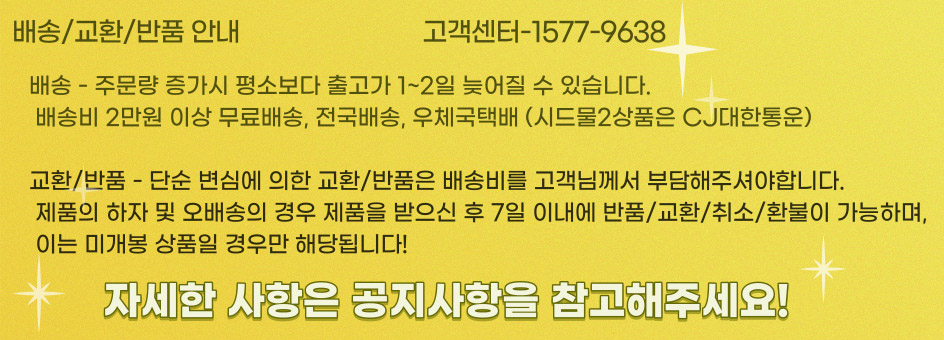 배송/교환/반품 안내 고객센터-1577-9638
배송 - 주문량 증가시 평소보다 출고가 1~2일 늦어질 수 있습니다.
배송비 2만원 이상 무료배송, 전국배송, 우체국택배 (시드물2상품은 CJ대한통운)
교환/반품 - 단순 변심에 의한 교환/반품은 배송비를 고객님께서 부담해주셔야합니다.
제품의 하자 및 오배송의 경우 제품을 받으신 후 7일 이내에 반품/교환/취소/환불이 가능하며,
이는 미개봉 상품일 경우만 해당됩니다!
자세한 사항은 공지사항을 참고해주세요!